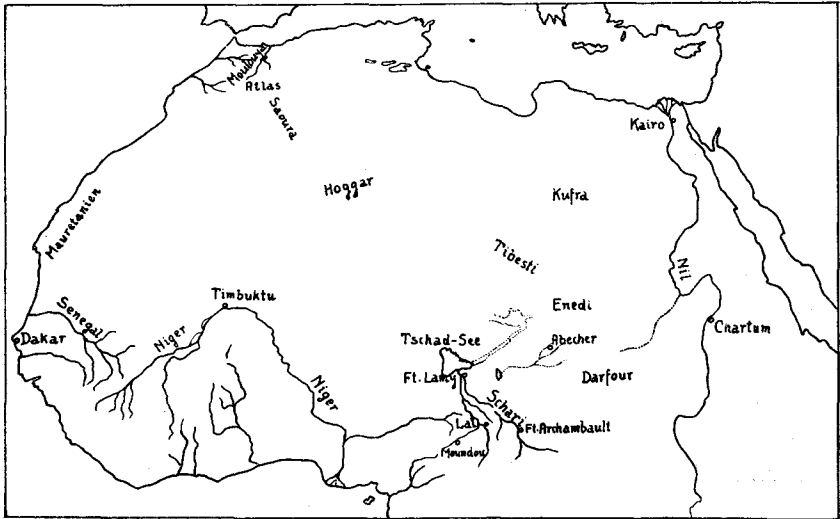 Moulouya
Atlas
Saoura
Kairo
Hoggar
Kufra
Mauretanien
Tibesti
Nil
Timbuktu
Enedi
Senegal
Niger
Dakar
Tschad-See
Abecher
Chartum
Ft. Lamy
Darfour
Niger
Schari
Lai
Ft. Archambault
Moundou